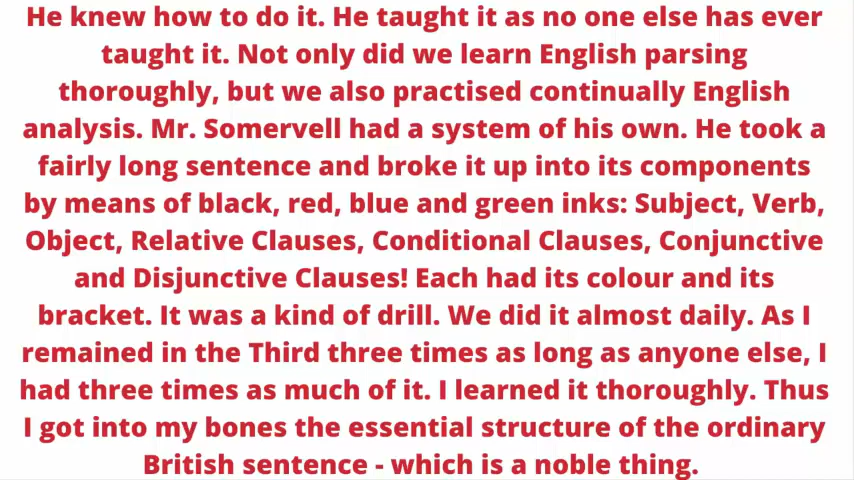 He knew how to do it. He taught it as no one else has ever
taught it. Not only did we learn English parsing
thoroughly, but we also practised continually English
analysis. Mr. Somervell had a system of his own. He took a
fairly long sentence and broke it up into its components
by means of black, red, blue and green inks: Subject, Verb,
Object, Relative Clauses, Conditional Clauses, Conjunctive
and Disjunctive Clauses! Each had its colour and its
bracket. It was a kind of drill. We did it almost daily. As I
remained in the Third three times as long as anyone else, I
had three times as much of it. I learned it thoroughly. Thus
I got into my bones the essential structure of the ordinary
British sentence - which is a noble thing.